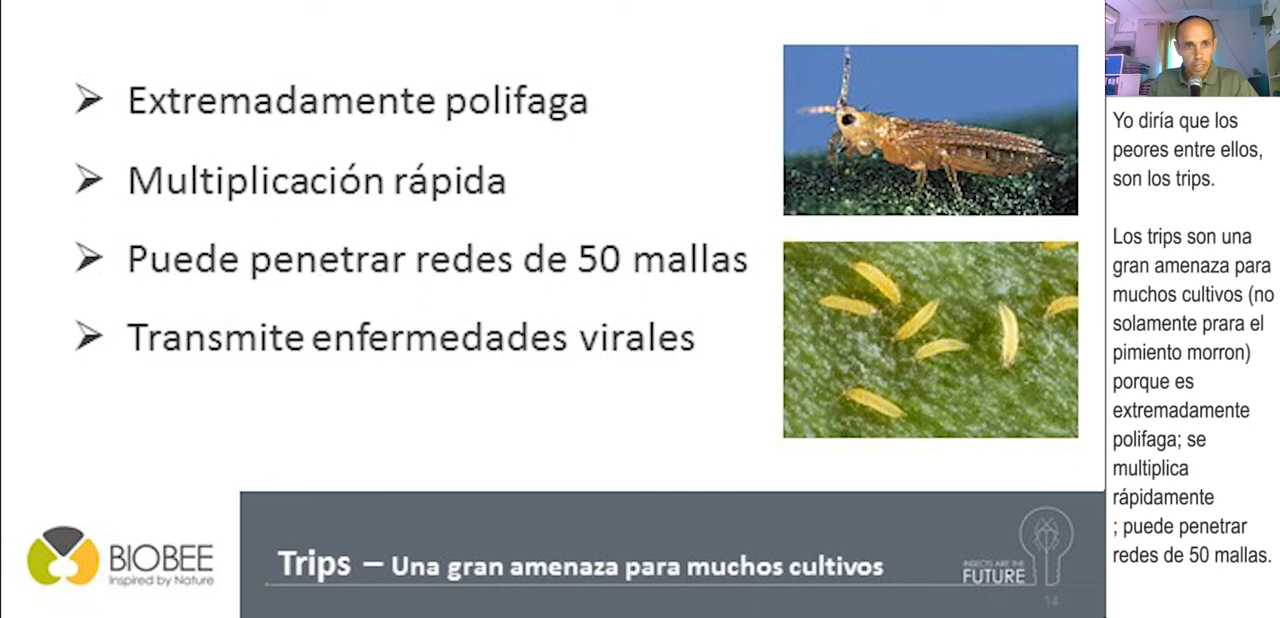 Extremadamente polifaga
Multiplicación rápida
Puede penetrar redes de 50 mallas
Transmite enfermedades virales
BIOBEE
Inspired by Nature
Trips – Una gran amenaza para muchos cultivos
INSECTS ARE THE
FUTURE
14
Yo diría que los
peores entre ellos,
son los trips.
Los trips son una
gran amenaza para
muchos cultivos (no
solamente prara el
pimiento morron)
porque es
extremadamente
polifaga; se
multiplica
rápidamente
; puede penetrar
redes de 50 mallas.